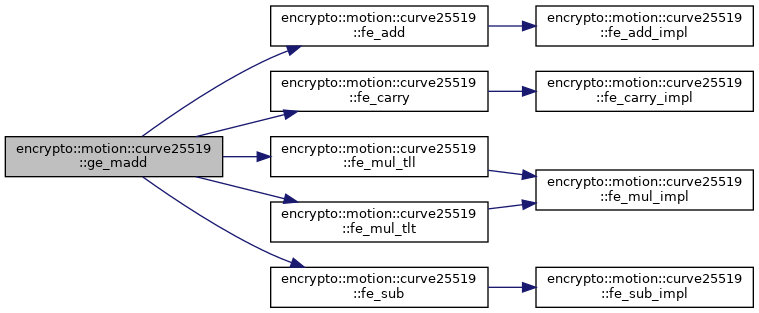 encrypto::motion::curve25519
::ge_madd
encrypto::motion::curve25519
::fe_add
encrypto::motion::curve25519
::fe_add_impl
encrypto::motion::curve25519
::fe_carry
encrypto::motion::curve25519
::fe_carry_impl
encrypto::motion::curve25519
::fe_mul_tll
encrypto::motion::curve25519
::fe_mul_impl
encrypto::motion::curve25519
::fe_mul_tlt
encrypto::motion::curve25519
::fe_sub
encrypto::motion::curve25519
::fe_sub_impl